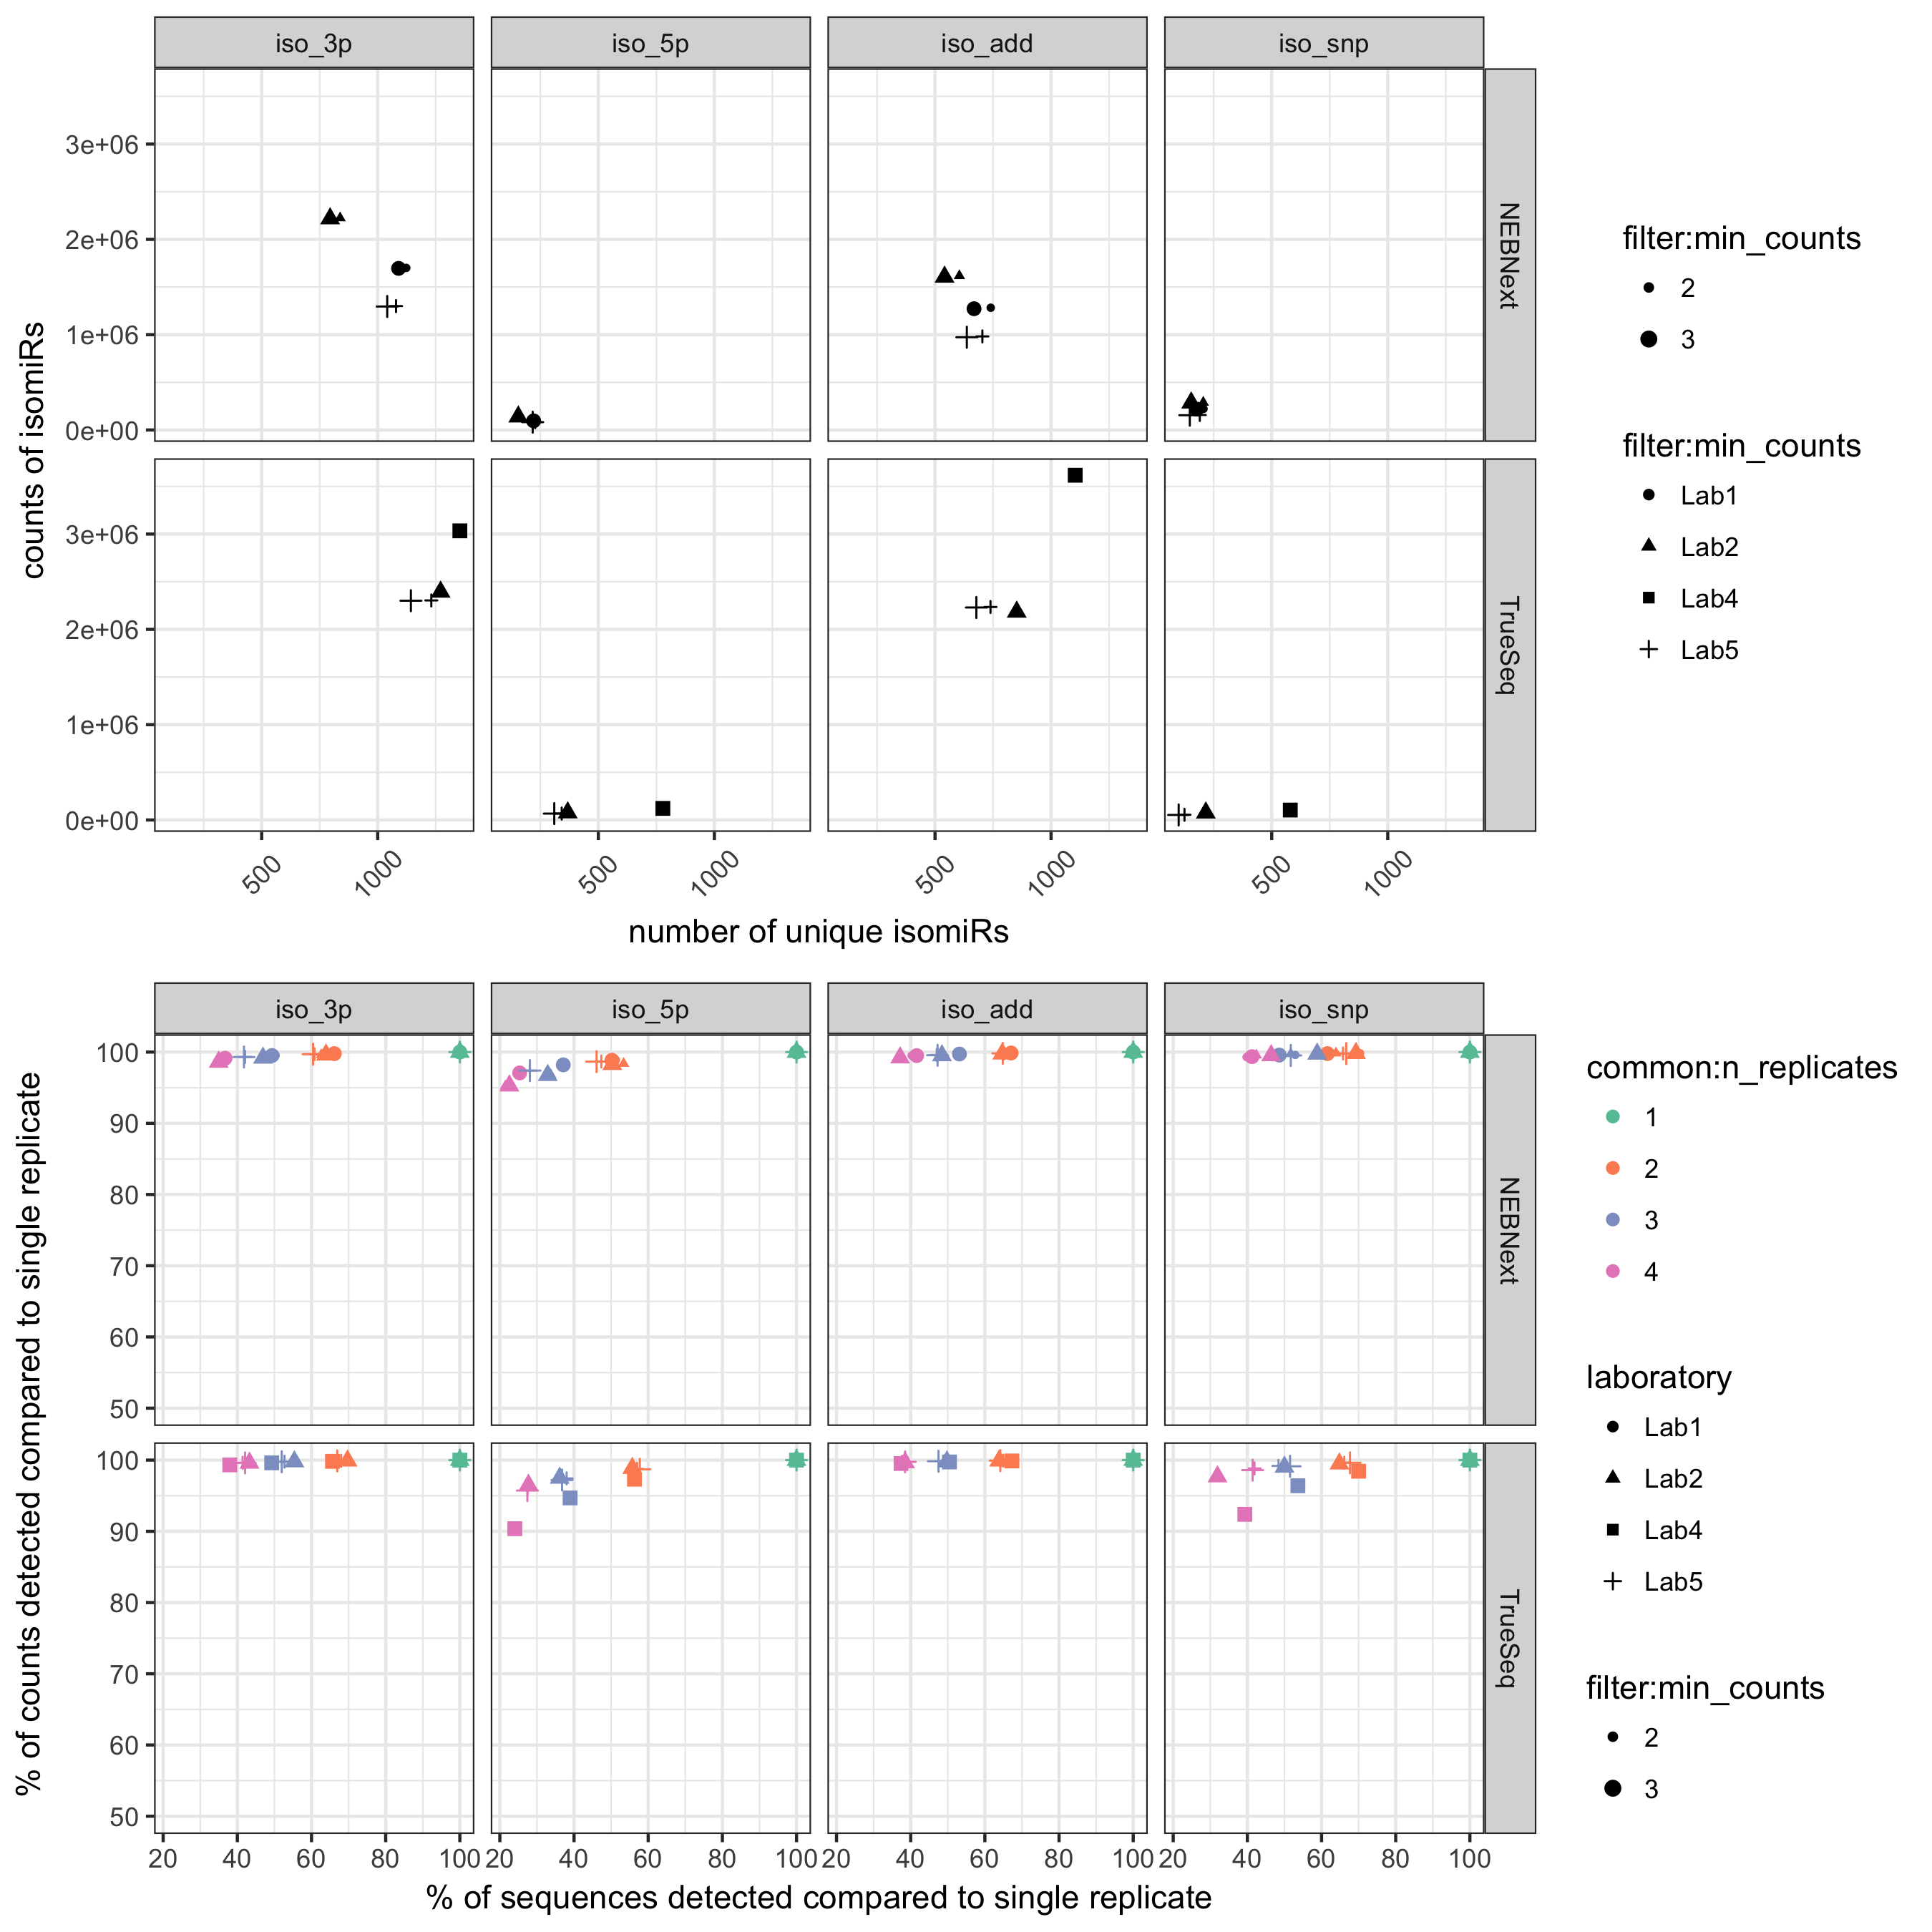 iso_3p iso_5p iso_add iso_snp
3e+06
2e+06
1e+06
0e+00
NEBNext
3e+06
2e+06
1e+06
0e+00
TrueSeq
counts of isomiRs
500 1000 500 1000 500 1000 500 1000
number of unique isomiRs
filter:min_counts
2
3
filter:min_counts
Lab1
Lab2
Lab4
Lab5
iso_3p iso_5p iso_add iso_snp
100
90
80
70
60
50
NEBNext
100
90
80
70
60
50
TrueSeq
% of counts detected compared to single replicate
20 40 60 80 100 20 40 60 80 100 20 40 60 80 100 20 40 60 80 100
% of sequences detected compared to single replicate
common:n_replicates
1
2
3
4
laboratory
Lab1
Lab2
Lab4
Lab5
filter:min_counts
2
3